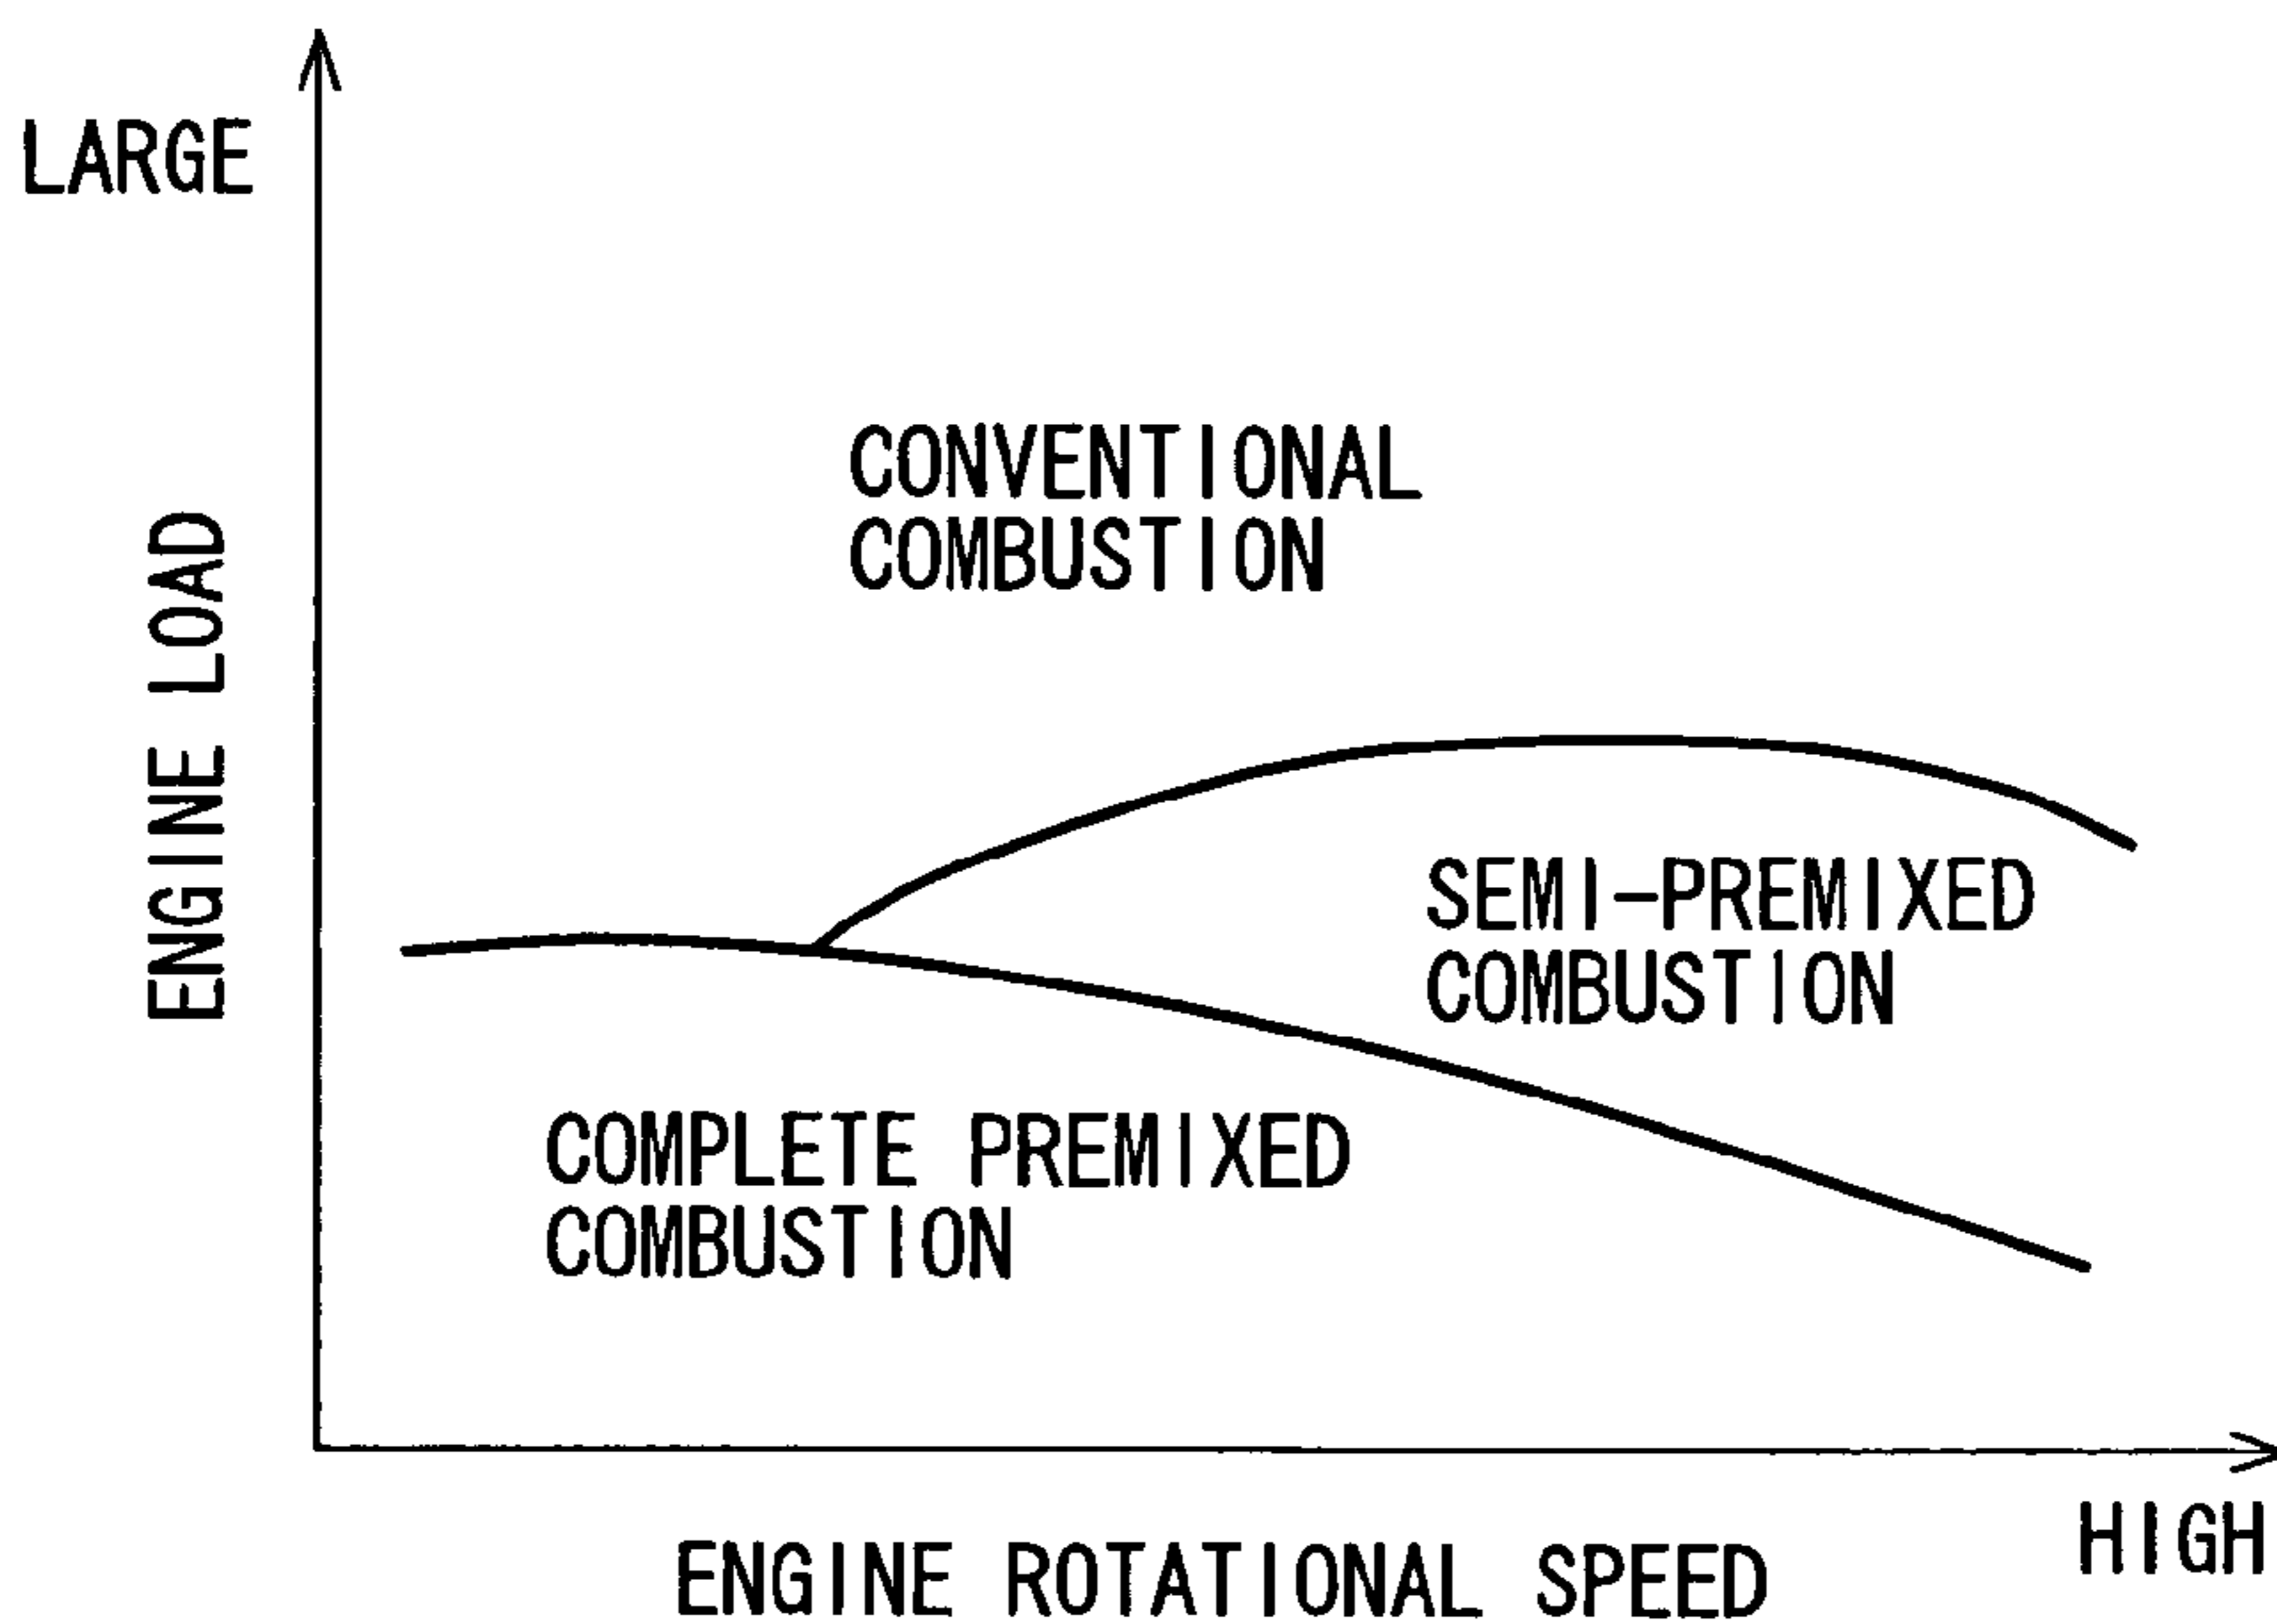 LARGE
ENGINE LOAD
CONVENTIONAL
COMBUSTION
SEMI-PREMIXED
COMBUSTION
COMPLETE PREMIXED
COMBUSTION
HIGH
ENGINE ROTATIONAL SPEED